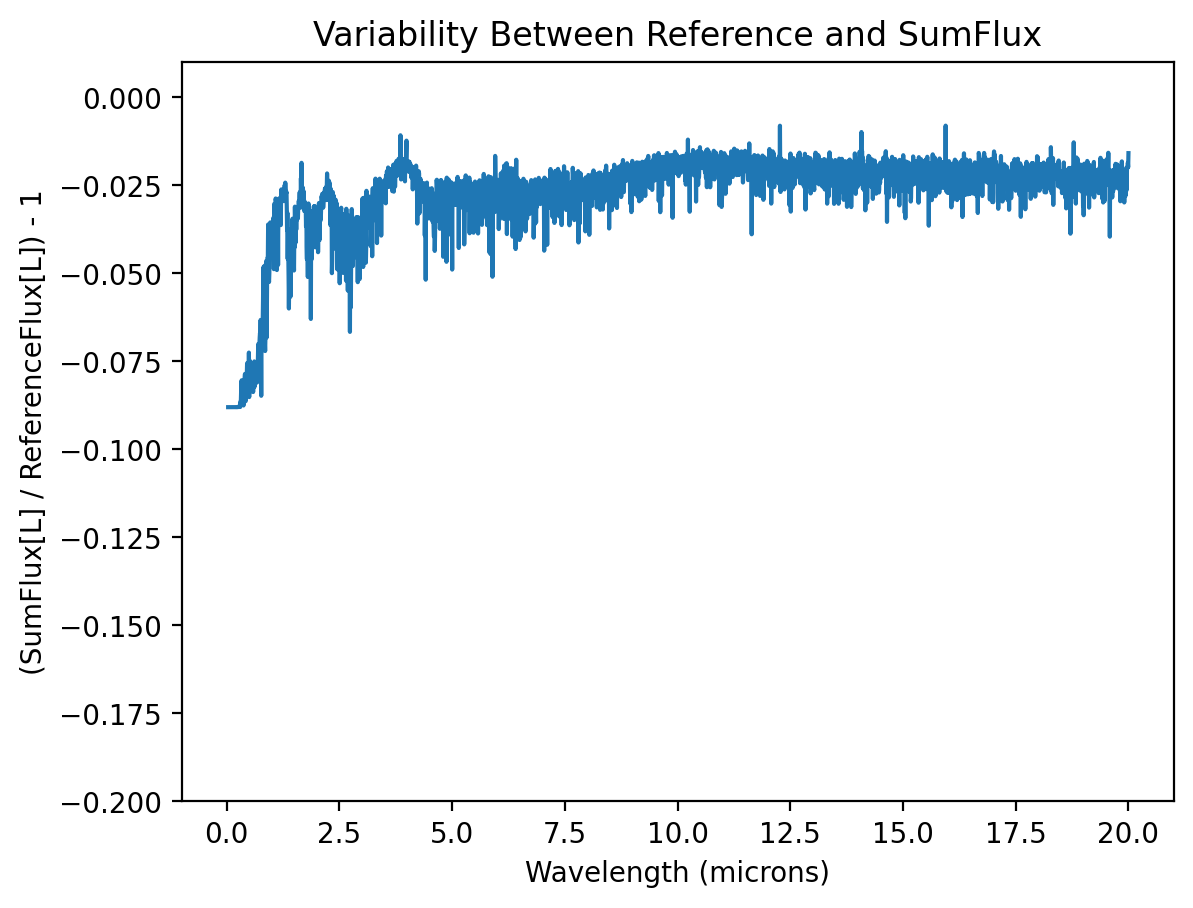 Variability Between Reference and SumFlux
(SumFlux[L] / ReferenceFlux[L]) - 1
0.000
−0.025
−0.050
−0.075
−0.100
−0.125
−0.150
−0.175
−0.200
0.0 2.5 5.0 7.5 10.0 12.5 15.0 17.5 20.0
Wavelength (microns)